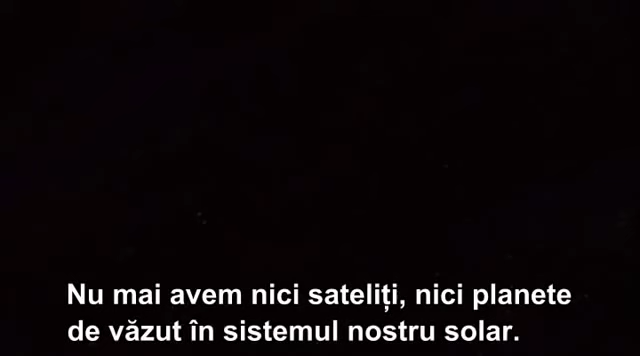 Nu mai avem nici sateliți, nici planete
de văzut în sistemul nostru solar.